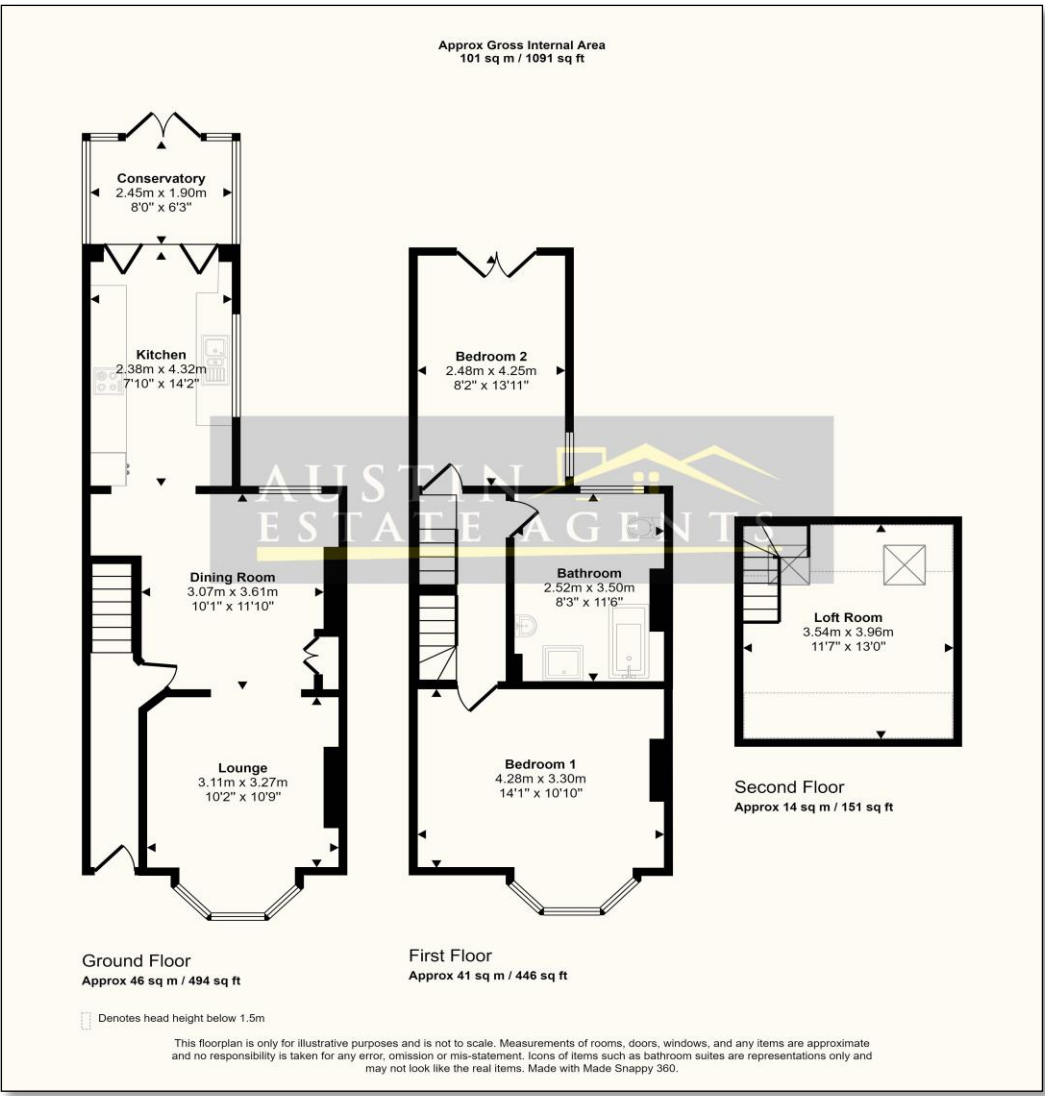 Approx Gross Internal Area
101 sq m / 1091 sq ft
Conservatory
2.45m x 1.90m
8'0" x 6'3"
Kitchen
2.38m x 4.32m
7'10" x 14'2"
Bedroom 2
2.48m x 4.25m
8'2" x 13'11"
AUSTIN
ESTATE AGENTS
Dining Room
3.07m x 3.61m
10'1" x 11'10"
Bathroom
2.52m x 3.50m
8'3" x 11'6"
Loft Room
3.54m x 3.96m
11'7" x 13'0"
Lounge
3.11m x 3.27m
10'2" x 10'9"
Bedroom 1
4.28m x 3.30m
14'1" x 10'10"
Second Floor
Approx 14 sq m / 151 sq ft
Ground Floor
Approx 46 sq m / 494 sq ft
First Floor
Approx 41 sq m / 446 sq ft
Denotes head height below 1.5m
This floorplan is only for illustrative purposes and is not to scale. Measurements of rooms, doors, windows, and any items are approximate
and no responsibility is taken for any error, omission or mis-statement. Icons of items such as bathroom suites are representations only and
may not look like the real items. Made with Made Snappy 360.